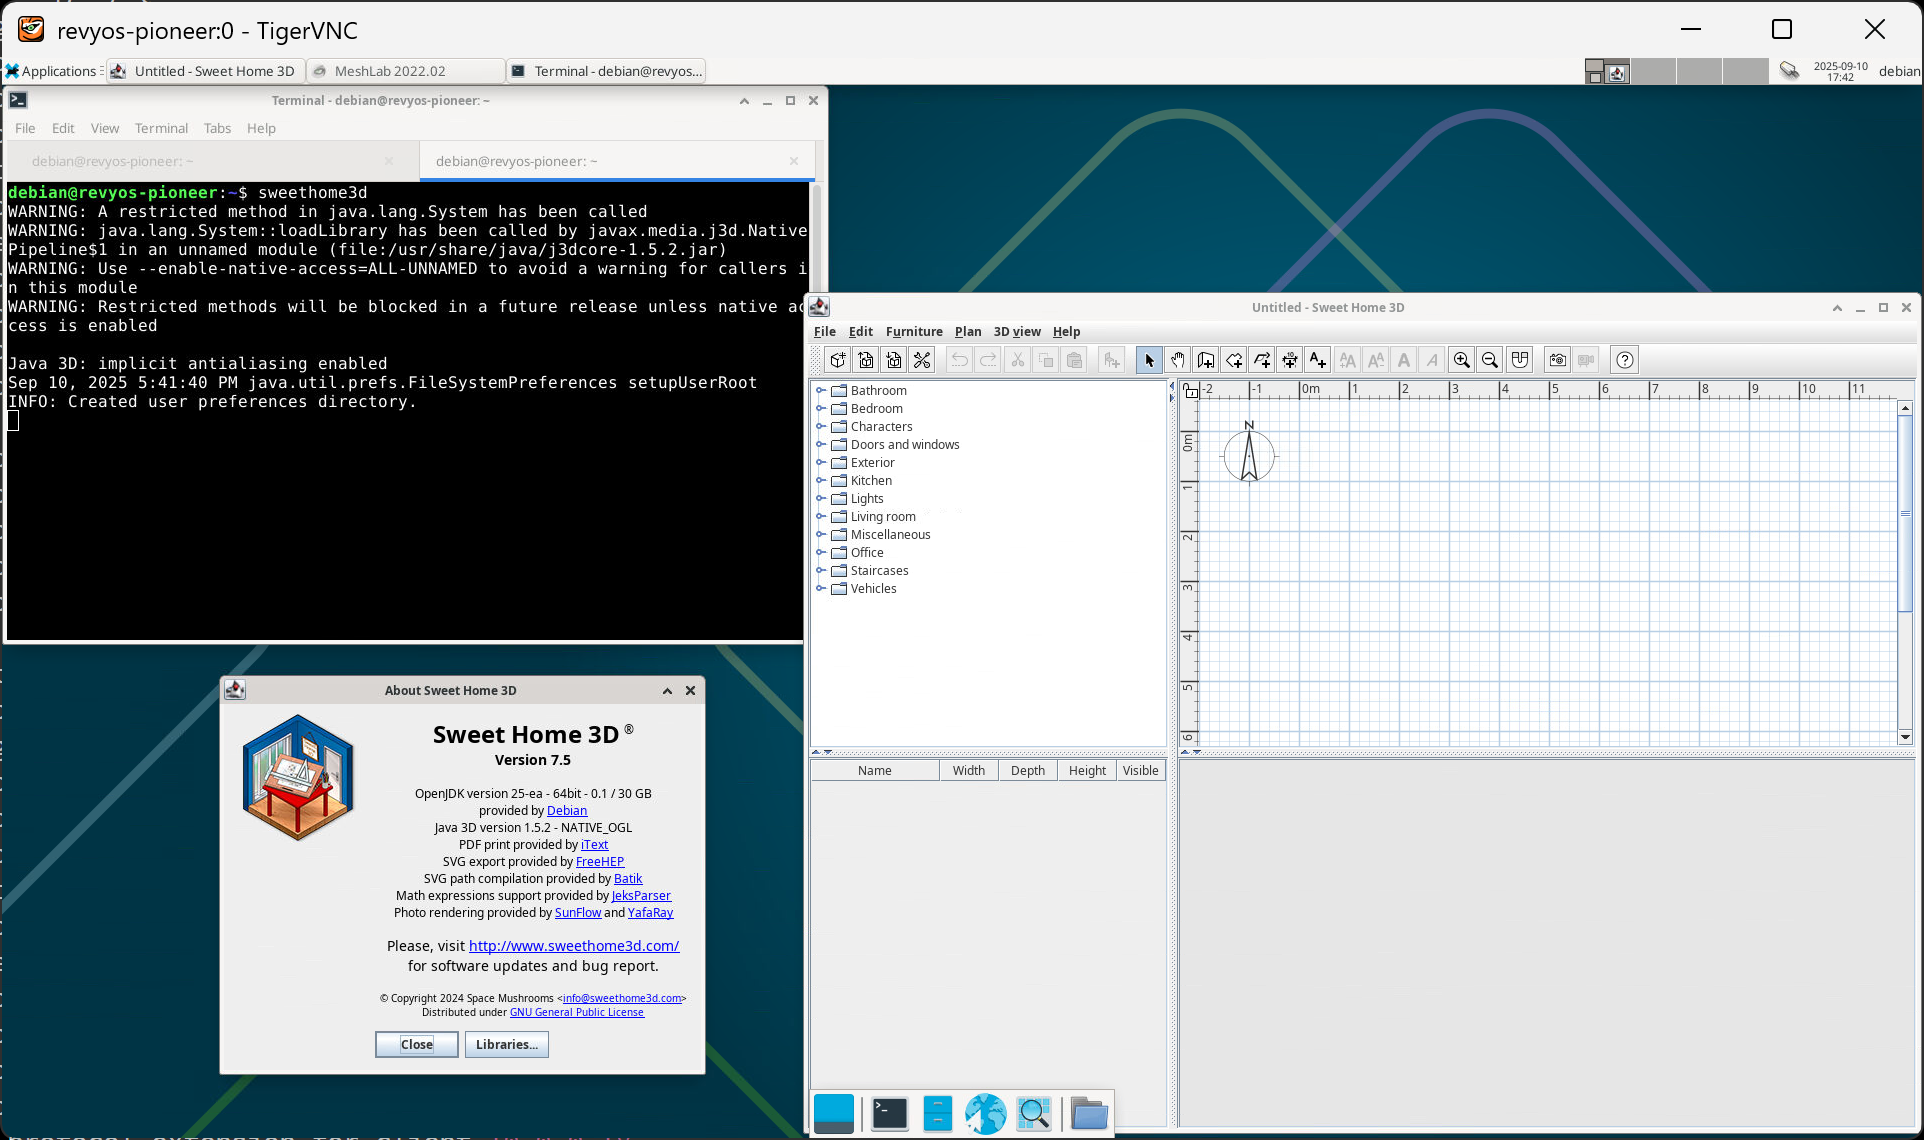 revyos-pioneer:0 - TigerVNC
Applications
Untitled - Sweet Home 3D
MeshLab 2022.02
Terminal - debian@revyos...
2025-09-10
17:42
debian
Terminal - debian@revyos-pioneer: ~
File Edit View Terminal Tabs Help
debian@revyos-pioneer: ~
debian@revyos-pioneer: ~
debian@revyos-pioneer:~$ sweethome3d
WARNING: A restricted method in java.lang.System has been called
WARNING: java.lang.System::loadLibrary has been called by javax.media.j3d.Native
Pipeline$1 in an unnamed module (file:/usr/share/java/j3dcore-1.5.2.jar)
WARNING: Use --enable-native-access=ALL-UNNAMED to avoid a warning for callers i
n this module
WARNING: Restricted methods will be blocked in a future release unless native ac
cess is enabled
Java 3D: implicit antialiasing enabled
Sep 10, 2025 5:41:40 PM java.util.prefs.FileSystemPreferences setupUserRoot
INFO: Created user preferences directory.
Untitled - Sweet Home 3D
File Edit Furniture Plan 3D view Help
Bathroom
Bedroom
Characters
Doors and windows
Exterior
Kitchen
Lights
Living room
Miscellaneous
Office
Staircases
Vehicles
-2 -1 0m 1 2 3 4 5 6 7 8 9 10 11
N
0m
1
2
3
4
5
6
Name Width Depth Height Visible
About Sweet Home 3D
Sweet Home 3D ®
Version 7.5
OpenJDK version 25-ea - 64bit - 0.1 / 30 GB
provided by Debian
Java 3D version 1.5.2 - NATIVE_OGL
PDF print provided by iText
SVG export provided by FreeHEP
SVG path compilation provided by Batik
Math expressions support provided by JeksParser
Photo rendering provided by SunFlow and YafaRay
Please, visit http://www.sweethome3d.com/
for software updates and bug report.
© Copyright 2024 Space Mushrooms <info@sweethome3d.com>
Distributed under GNU General Public License
Close
Libraries...